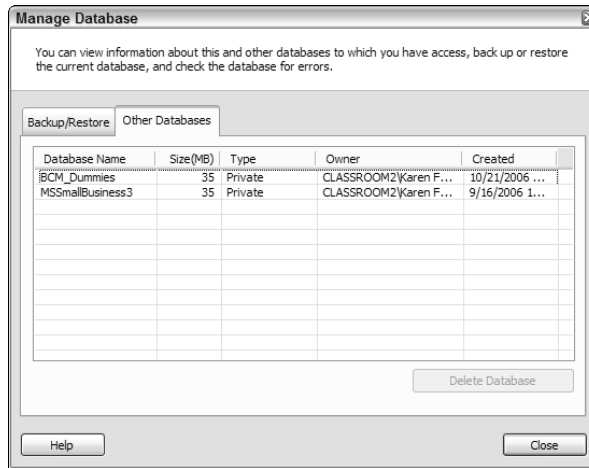 Manage Database
You can view information about this and other databases to which you have access, back up or restore
the current database, and check the database for errors.
Backup/Restore Other Databases
Database Name Size(MB) Type Owner Created
BCM_Dummies 35 Private CLASSROOM2\Karen F... 10/21/2006 ...
MSSmallBusiness3 35 Private CLASSROOM2\Karen F... 9/16/2006 1...
Delete Database
Help Close